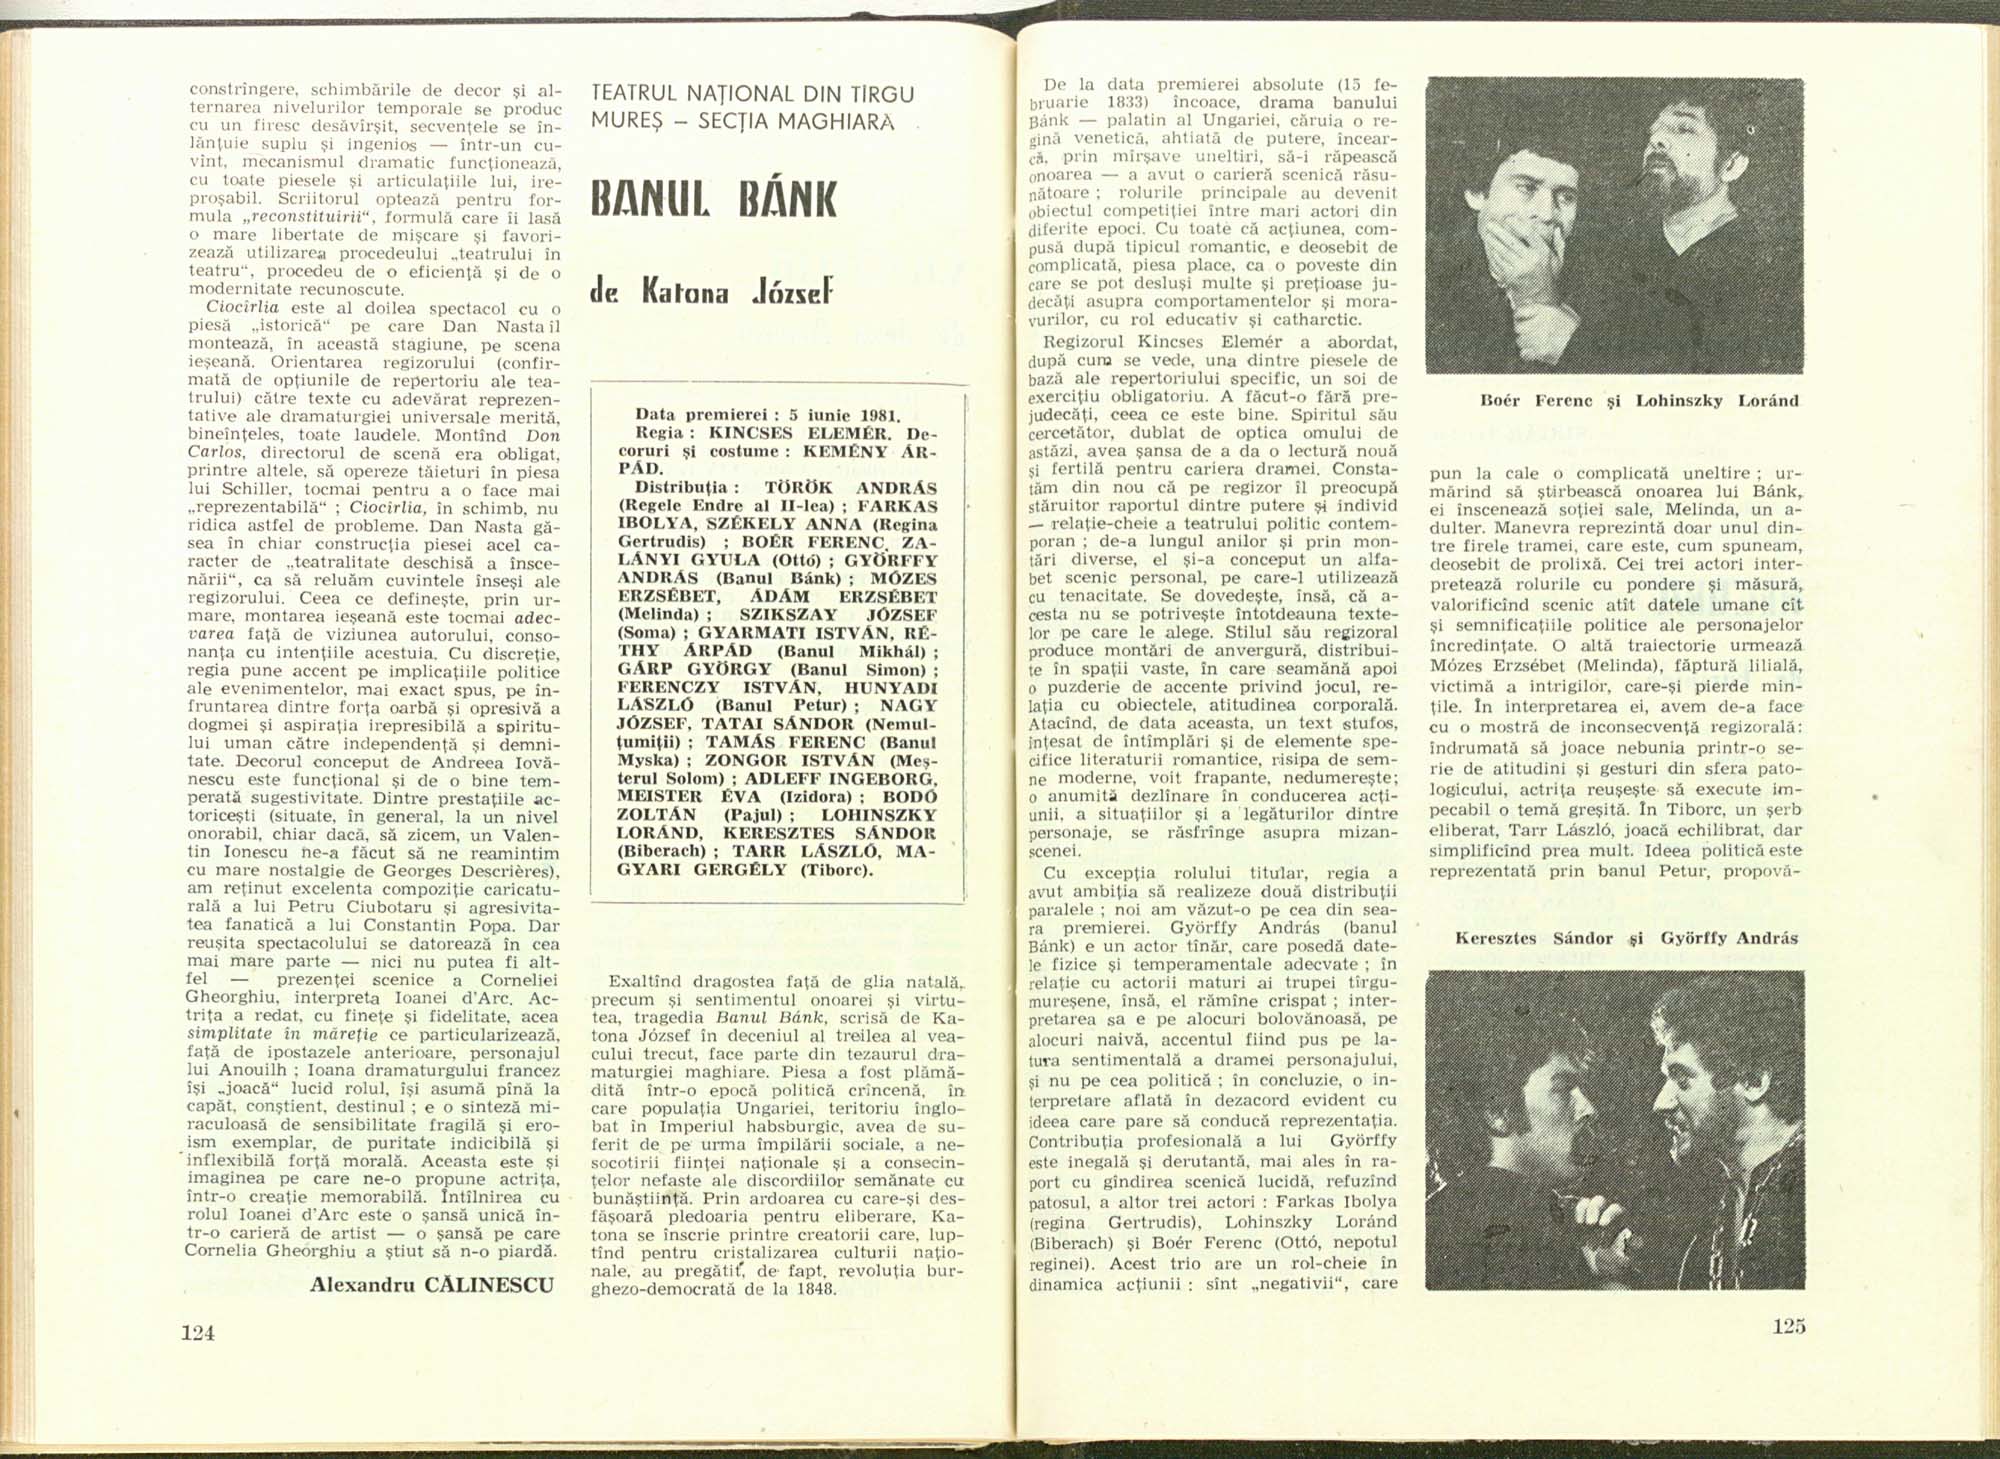 constrîngere, schimbările de decor și al-
ternarea nivelurilor temporale se produc
cu un firesc desăvîrșit, secvențele se în-
lănțuie suplu și ingenios — într-un cu-
vînt, mecanismul dramatic funcționează,
cu toate piesele și articulațiile lui, ire-
proșabil. Scriitorul optează pentru for-
mula „reconstituirii“, formulă care îi lasă
o mare libertate de mișcare și favori-
zează utilizarea procedeului „teatrului în
teatru“, procedeu de o eficiență și de o
modernitate recunoscute.
Ciocîrlia este al doilea spectacol cu o
piesă „istorică“ pe care Dan Nasta îl
montează, în această stagiune, pe scena
ieșeană. Orientarea regizorului (confir-
mată de opțiunile de repertoriu ale tea-
trului) către texte cu adevărat reprezen-
tative ale dramaturgiei universale merită,
bineînțeles, toate laudele. Montînd Don
Carlos, directorul de scenă era obligat,
printre altele, să opereze tăieturi în piesa
lui Schiller, tocmai pentru a o face mai
„reprezentabilă“ ; Ciocîrlia, în schimb, nu
ridica astfel de probleme. Dan Nasta gă-
sea în chiar construcția piesei acel ca-
racter de „teatralitate deschisă a însce-
nării“, ca să reluăm cuvintele înseși ale
regizorului. Ceea ce definește, prin ur-
mare, montarea ieșeană este tocmai adec-
varea față de viziunea autorului, conso-
nanța cu intențiile acestuia. Cu discreție,
regia pune accent pe implicațiile politice
ale evenimentelor, mai exact spus, pe în-
fruntarea dintre forța oarbă și opresivă a
dogmei și aspirația irepresibilă a spiritu-
lui uman către independență și demni-
tate. Decorul conceput de Andreea Iovă-
nescu este funcțional și de o bine tem-
perată sugestivitate. Dintre prestațiile ac-
toricești (situate, în general, la un nivel
onorabil, chiar dacă, să zicem, un Valen-
tin Ionescu ne-a făcut să ne reamintim
cu mare nostalgie de Georges Descrières),
am reținut excelenta compoziție caricatu-
rală a lui Petru Ciubotaru și agresivita-
tea fanatică a lui Constantin Popa. Dar
reușita spectacolului se datorează în cea
mai mare parte — nici nu putea fi alt-
fel — prezenței scenice a Corneliei
Gheorghiu, interpreta Ioanei d'Arc. Ac-
trița a redat, cu finețe și fidelitate, acea
simplitate în măreție ce particularizează,
față de ipostazele anterioare, personajul
lui Anouilh ; Ioana dramaturgului francez
își „joacă“ lucid rolul, își asumă pînă la
capăt, conștient, destinul ; e o sinteză mi-
raculoasă de sensibilitate fragilă și ero-
ism exemplar, de puritate indicibilă și
inflexibilă forță morală. Aceasta este și
imaginea pe care ne-o propune actrița,
într-o creație memorabilă. Întîlnirea cu
rolul Ioanei d'Arc este o șansă unică în-
tr-o carieră de artist — o șansă pe care
Cornelia Gheorghiu a știut să n-o piardă.
Alexandru CĂLINESCU
124
TEATRUL NAȚIONAL DIN TÎRGU
MUREȘ – SECȚIA MAGHIARĂ
BANUL BÁNK
de Katona József
Data premierei : 5 iunie 1981.
Regia : KINCSES ELEMÉR. De-
coruri și costume : KEMÉNY ÁR-
PÁD.
Distribuția : TÖRÖK ANDRÁS
(Regele Endre al II-lea) ; FARKAS
IBOLYA, SZÉKELY ANNA (Regina
Gertrudis) ; BOÉR FERENC, ZA-
LÁNYI GYULA (Ottó) ; GYÖRFFY
ANDRÁS (Banul Bánk) ; MÓZES
ERZSÉBET, ÁDÁM ERZSÉBET
(Melinda) ; SZIKSZAY JÓZSEF
(Soma) ; GYARMATI ISTVÁN, RÉ-
THY ÁRPÁD (Banul Mikhál) ;
GÁRP GYÖRGY (Banul Simon) ;
FERENCZY ISTVÁN, HUNYADI
LÁSZLÓ (Banul Petur) ; NAGY
JÓZSEF, TATAI SÁNDOR (Nemul-
țumiții) ; TAMÁS FERENC (Banul
Myska) ; ZONGOR ISTVÁN (Meș-
terul Solom) ; ADLEFF INGEBORG,
MEISTER ÉVA (Izidora) ; BODÓ
ZOLTÁN (Pajul) ; LOHINSZKY
LORÁND, KERESZTES SÁNDOR
(Biberach) ; TARR LÁSZLÓ, MA-
GYARI GERGÉLY (Tiborc).
Exaltînd dragostea față de glia natală,
precum și sentimentul onoarei și virtu-
tea, tragedia Banul Bánk, scrisă de Ka-
tona József în deceniul al treilea al vea-
cului trecut, face parte din tezaurul dra-
maturgiei maghiare. Piesa a fost plămă-
dită într-o epocă politică crîncenă, în
care populația Ungariei, teritoriu înglo-
bat în Imperiul habsburgic, avea de su-
ferit de pe urma împilării sociale, a ne-
socotirii ființei naționale și a consecin-
țelor nefaste ale discordiilor semănate cu
bunăștiință. Prin ardoarea cu care-și des-
fășoară pledoaria pentru eliberare, Ka-
tona se înscrie printre creatorii care, lup-
tînd pentru cristalizarea culturii națio-
nale, au pregătit, de fapt, revoluția bur-
ghezo-democrată de la 1848.
De la data premierei absolute (15 fe-
bruarie 1833) încoace, drama banului
Bánk — palatin al Ungariei, căruia o re-
gină venetică, ahtiată de putere, încear-
că, prin mîrșave uneltiri, să-i răpească
onoarea — a avut o carieră scenică răsu-
nătoare ; rolurile principale au devenit
obiectul competiției între mari actori din
diferite epoci. Cu toate că acțiunea, com-
pusă după tipicul romantic, e deosebit de
complicată, piesa place, ca o poveste din
care se pot desluși multe și prețioase ju-
decăți asupra comportamentelor și mora-
vurilor, cu rol educativ și cathartic.
Regizorul Kincses Elemér a abordat,
după cum se vede, una dintre piesele de
bază ale repertoriului specific, un soi de
exercițiu obligatoriu. A făcut-o fără pre-
judecăți, ceea ce este bine. Spiritul său
cercetător, dublat de optica omului de
astăzi, avea șansa de a da o lectură nouă
și fertilă pentru cariera dramei. Consta-
tăm din nou că pe regizor îl preocupă
stăruitor raportul dintre putere și individ
— relație-cheie a teatrului politic contem-
poran ; de-a lungul anilor și prin mon-
tări diverse, el și-a conceput un alfa-
bet scenic personal, pe care-l utilizează
cu tenacitate. Se dovedește, însă, că a-
cesta nu se potrivește întotdeauna texte-
lor pe care le alege. Stilul său regizoral
produce montări de anvergură, distribui-
te în spații vaste, în care seamănă apoi
o puzderie de accente privind jocul, re-
lația cu obiectele, atitudinea corporală.
Atacînd, de data aceasta, un text stufos,
înțesat de întîmplări și de elemente spe-
cifice literaturii romantice, risipa de sem-
ne moderne, voit frapante, nedumerește;
o anumită dezlînare în conducerea acți-
unii, a situațiilor și a legăturilor dintre
personaje, se răsfrînge asupra mizan-
scenei.
Cu excepția rolului titular, regia a
avut ambiția să realizeze două distribuții
paralele ; noi am văzut-o pe cea din sea-
ra premierei. Györffy András (banul
Bánk) e un actor tînăr, care posedă date-
le fizice și temperamentale adecvate ; în
relație cu actorii maturi ai trupei tîrgu-
mureșene, însă, el rămîne crispat ; inter-
pretarea sa e pe alocuri bolovănoasă, pe
alocuri naivă, accentul fiind pus pe la-
tura sentimentală a dramei personajului,
și nu pe cea politică ; în concluzie, o in-
terpretare aflată în dezacord evident cu
ideea care pare să conducă reprezentația.
Contribuția profesională a lui Györffy
este inegală și derutantă, mai ales în ra-
port cu gîndirea scenică lucidă, refuzînd
patosul, a altor trei actori : Farkas Ibolya
(regina Gertrudis), Lohinszky Loránd
(Biberach) și Boér Ferenc (Ottó, nepotul
reginei). Acest trio are un rol-cheie în
dinamica acțiunii : sînt „negativii“, care
Boér Ferenc și Lohinszky Loránd
pun la cale o complicată uneltire ; ur-
mărind să știrbească onoarea lui Bánk,
ei înscenează soției sale, Melinda, un a-
dulter. Manevra reprezintă doar unul din-
tre firele tramei, care este, cum spuneam,
deosebit de prolixă. Cei trei actori inter-
pretează rolurile cu pondere și măsură,
valorificînd scenic atît datele umane cît
și semnificațiile politice ale personajelor
încredințate. O altă traiectorie urmează
Mózes Erzsébet (Melinda), făptură lilială,
victimă a intrigilor, care-și pierde min-
țile. În interpretarea ei, avem de-a face
cu o mostră de inconsecvență regizorală:
îndrumată să joace nebunia printr-o se-
rie de atitudini și gesturi din sfera pato-
logicului, actrița reușește să execute im-
pecabil o temă greșită. În Tiborc, un șerb
eliberat, Tarr László, joacă echilibrat, dar
simplificînd prea mult. Ideea politică este
reprezentată prin banul Petur, propovă-
Keresztes Sándor și Györffy András
125